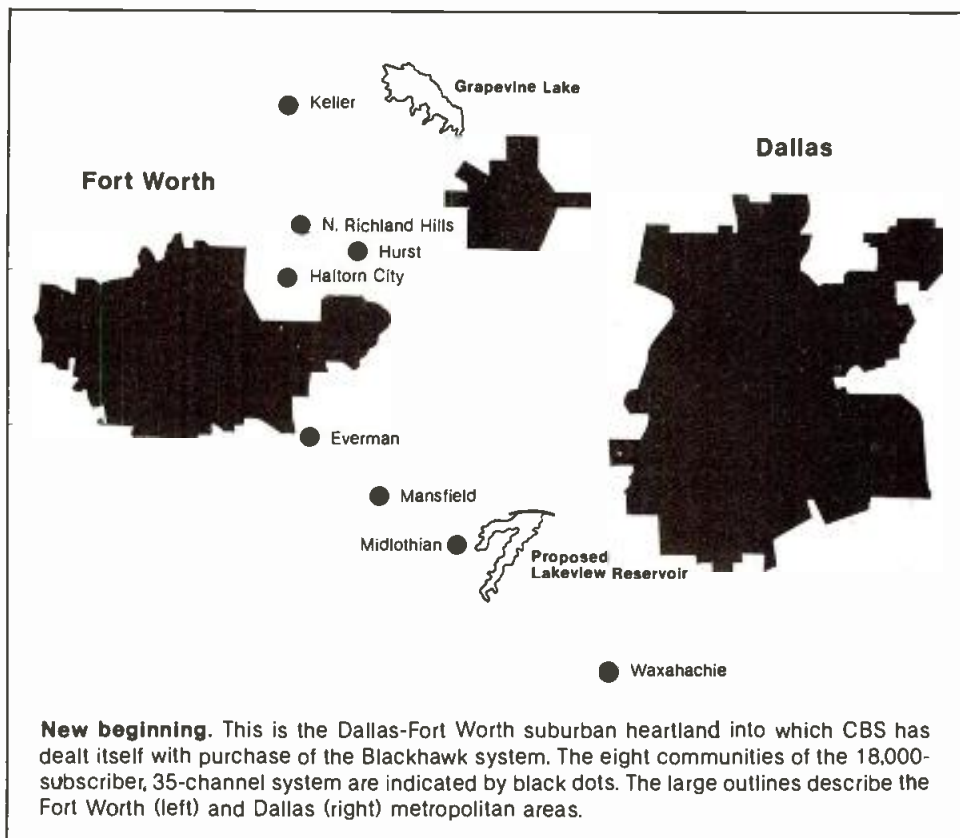 Grapevine Lake
Keller
Dallas
Fort Worth
N. Richland Hills
Hurst
Haltorn City
Everman
Mansfield
Midlothian
Proposed
Lakeview Reservoir
Waxahachie
New beginning. This is the Dallas-Fort Worth suburban heartland into which CBS has
dealt itself with purchase of the Blackhawk system. The eight communities of the 18,000-
subscriber, 35-channel system are indicated by black dots. The large outlines describe the
Fort Worth (left) and Dallas (right) metropolitan areas.